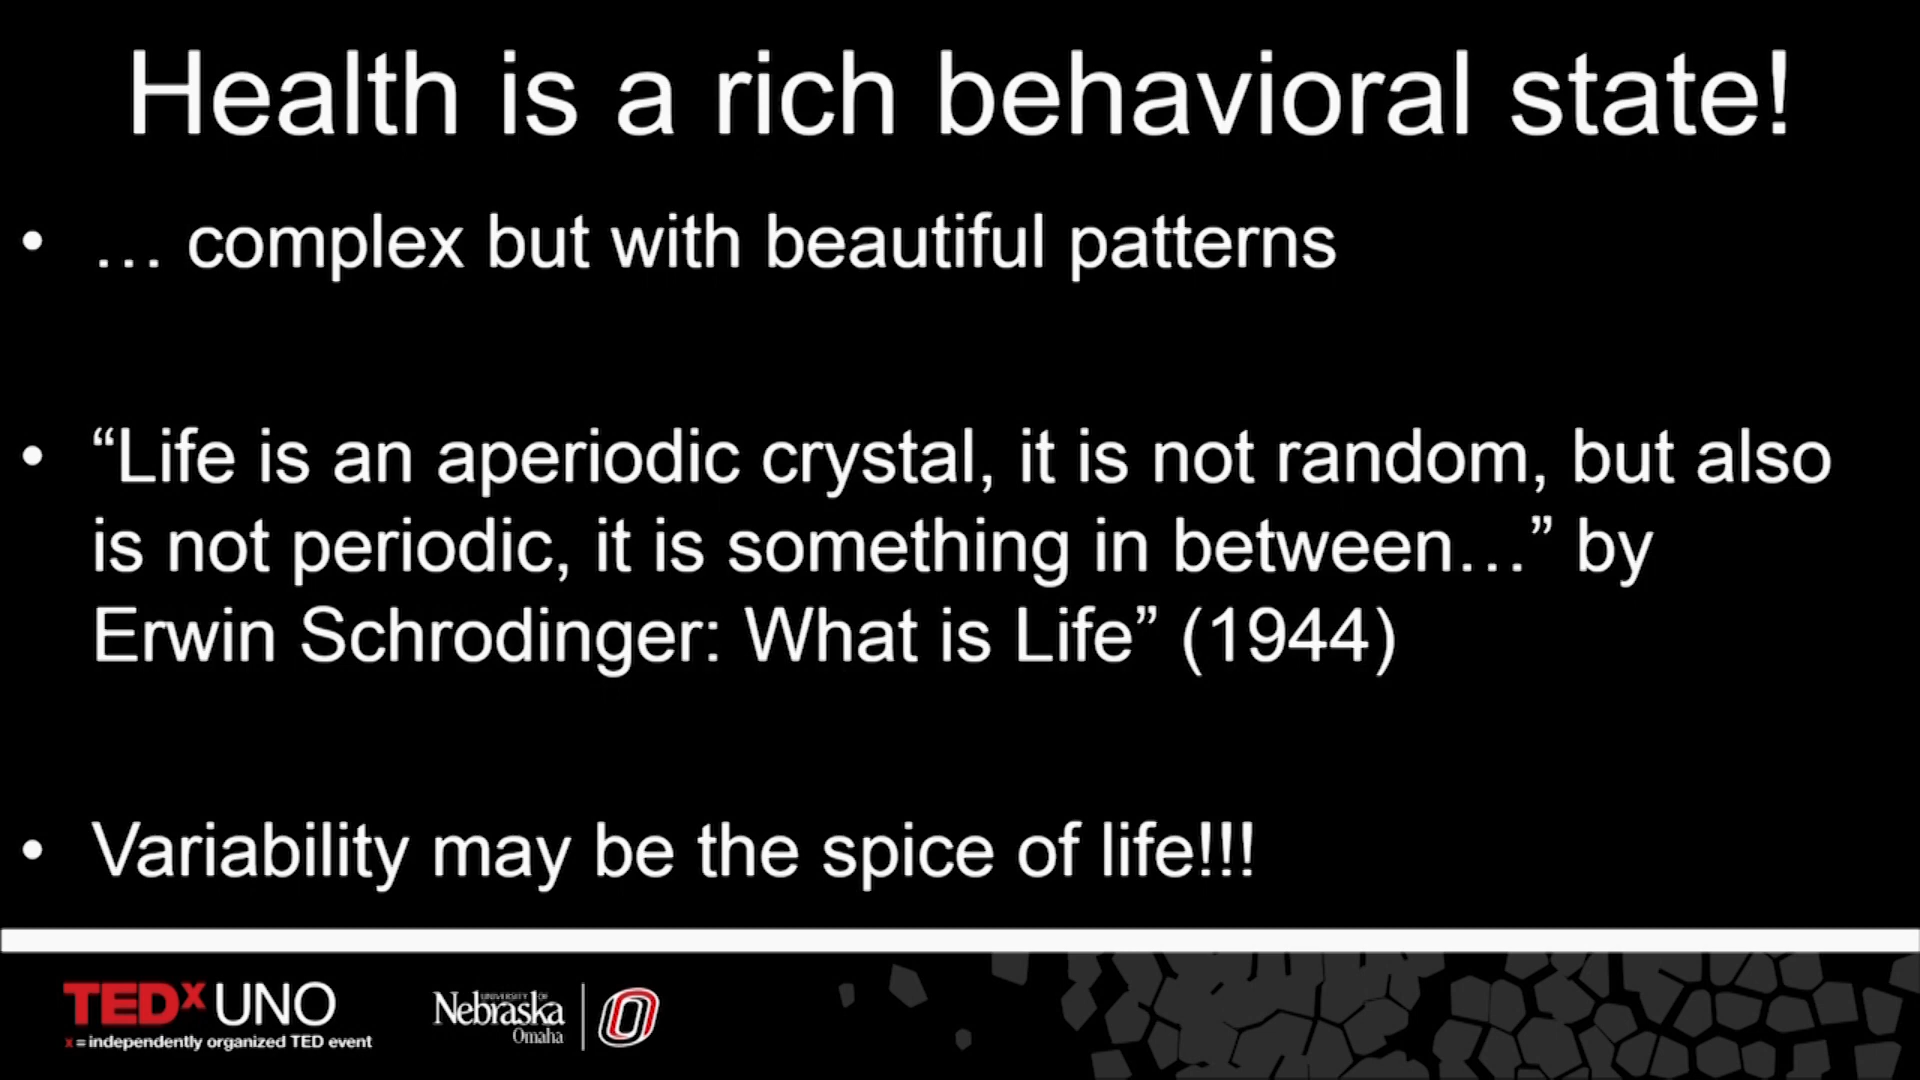 Health is a rich behavioral state!
• … complex but with beautiful patterns
• “Life is an aperiodic crystal, it is not random, but also
is not periodic, it is something in between…” by
Erwin Schrodinger: What is Life” (1944)
• Variability may be the spice of life!!!
TEDx UNO
x = independently organized TED event
UNIVERSITY OF
Nebraska
Omaha
O